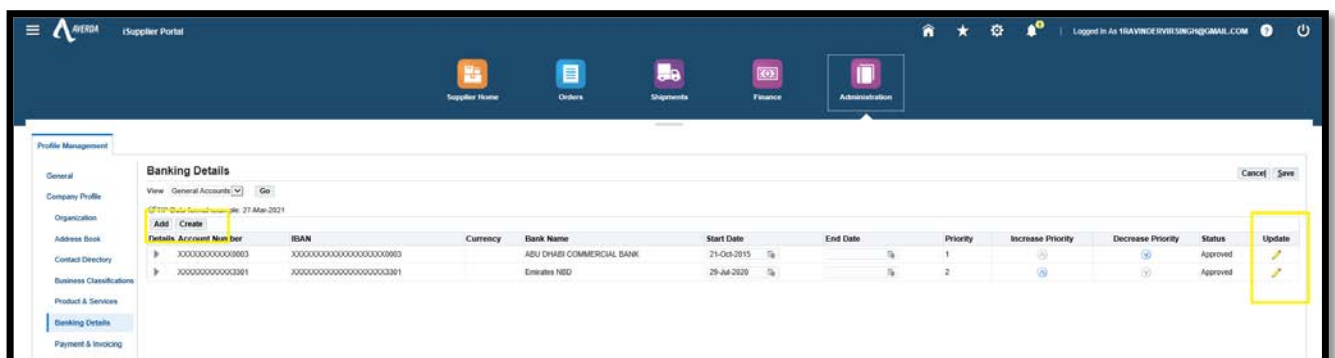 AVERDA iSupplier Portal Logged In As 1RAVINDERVIRSINGH@GMAIL.COM
Supplier Home Orders Shipments Finance Administration
Profile Management
General
Company Profile
Organization
Address Book
Contact Directory
Business Classifications
Product & Services
Banking Details
Payment & Invoicing
Banking Details Cancel Save
View General Accounts Go
27-Mar-2021
Add Create
Details Account Number IBAN Currency Bank Name Start Date End Date Priority Increase Priority Decrease Priority Status Update
ABU DHABI COMMERCIAL BANK 21-Oct-2015 1 Approved
Emirates NBD 29-Jul-2020 2 Approved